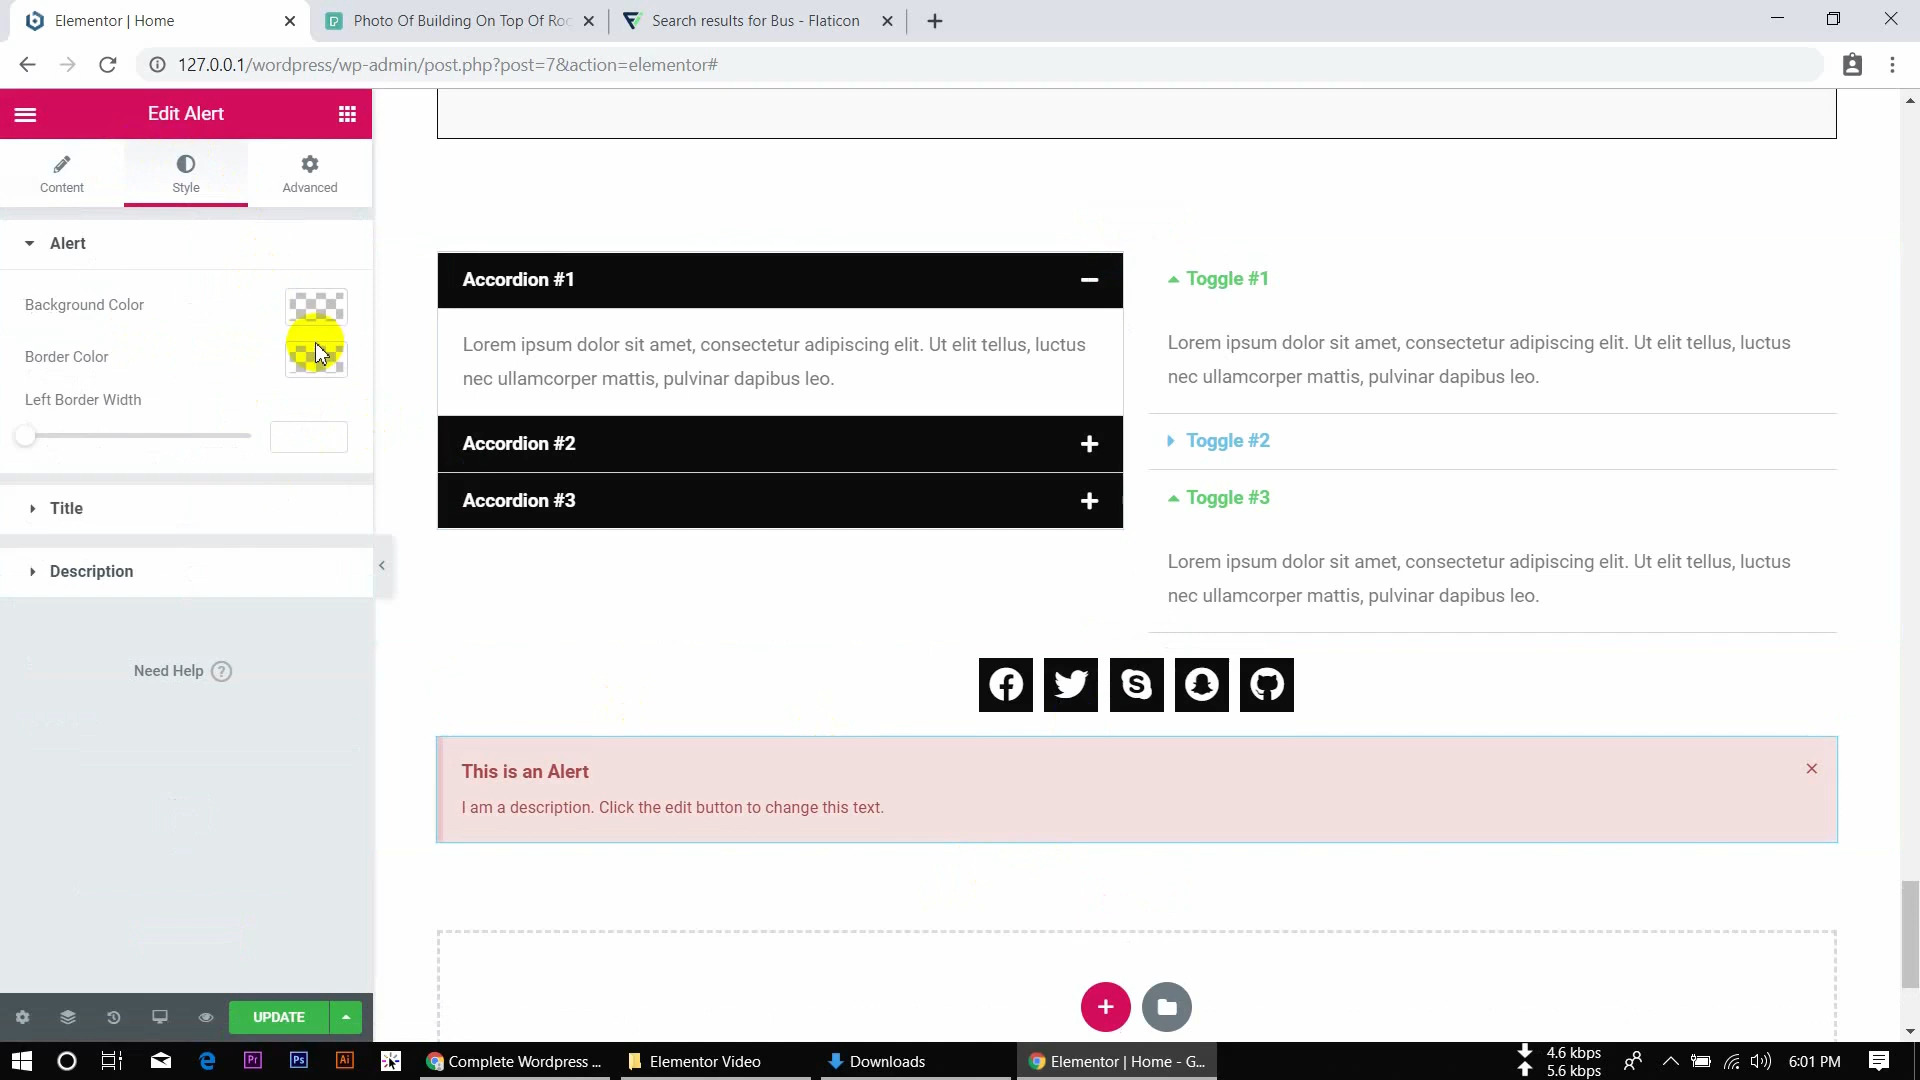 Elementor | Home
Photo Of Building On Top Of Roc
Search results for Bus - Flaticon
127.0.0.1/wordpress/wp-admin/post.php?post=7&action=elementor#
Edit Alert
Content
Style
Advanced
Alert
Background Color
Border Color
Left Border Width
Title
Description
Need Help ?
UPDATE
Accordion #1
Lorem ipsum dolor sit amet, consectetur adipiscing elit. Ut elit tellus, luctus
nec ullamcorper mattis, pulvinar dapibus leo.
Accordion #2
Accordion #3
Toggle #1
Lorem ipsum dolor sit amet, consectetur adipiscing elit. Ut elit tellus, luctus
nec ullamcorper mattis, pulvinar dapibus leo.
Toggle #2
Toggle #3
Lorem ipsum dolor sit amet, consectetur adipiscing elit. Ut elit tellus, luctus
nec ullamcorper mattis, pulvinar dapibus leo.
This is an Alert
I am a description. Click the edit button to change this text.
Pr
Ps
Ai
Complete Wordpress ...
Elementor Video
Downloads
Elementor | Home - G...
4.6 kbps
5.6 kbps
6:01 PM